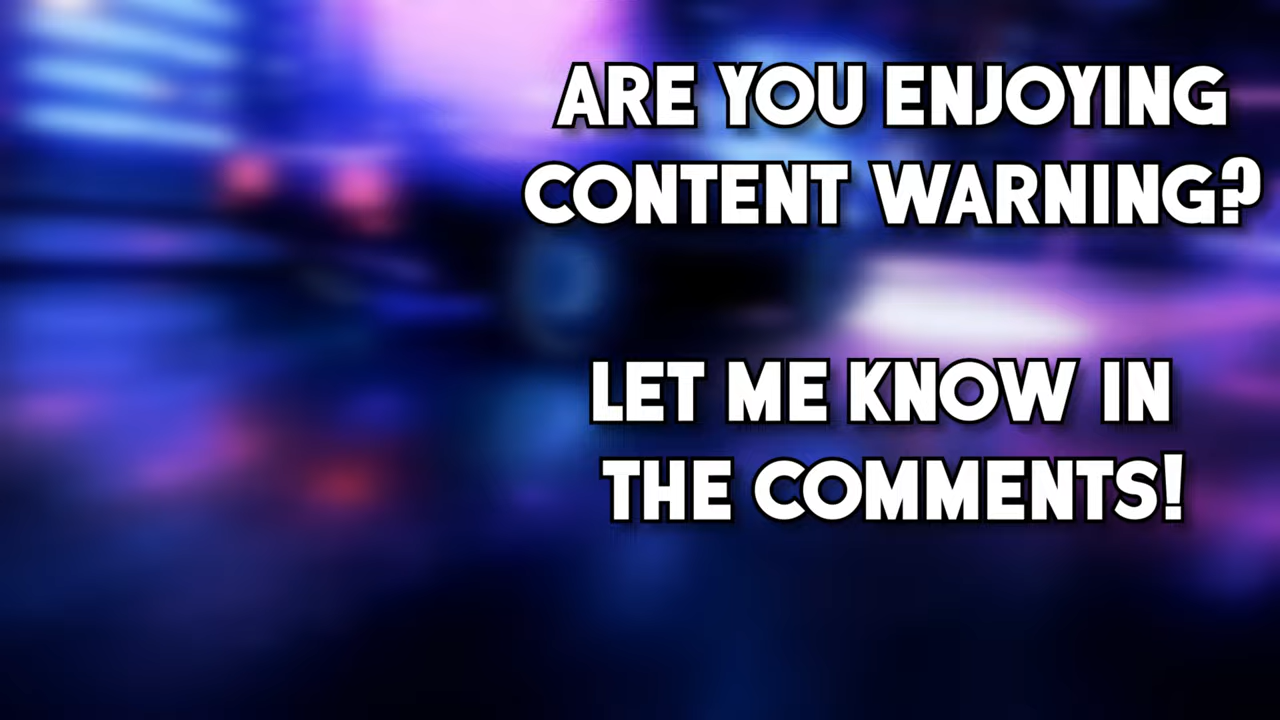 ARE YOU ENJOYING
CONTENT WARNING?
LET ME KNOW IN
THE COMMENTS!